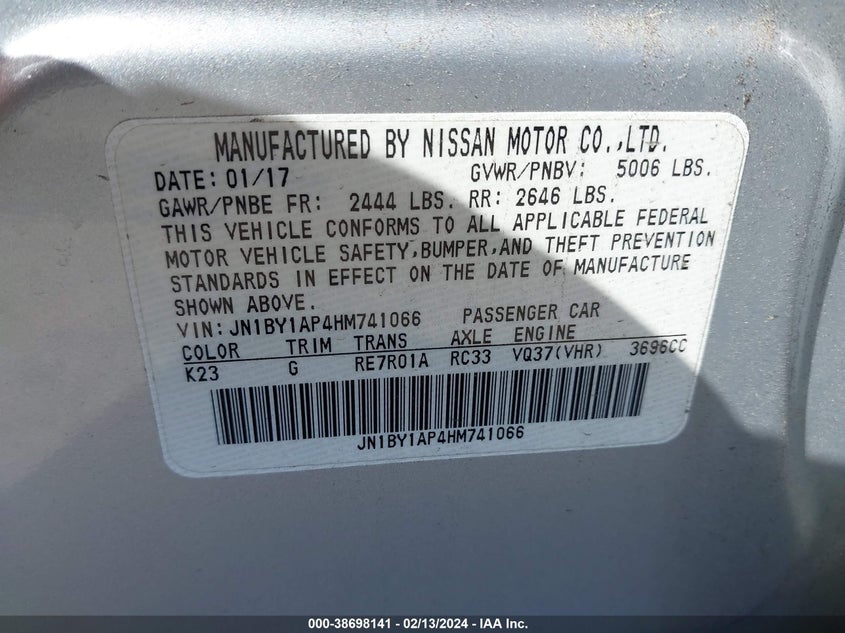 MANUFACTURED BY NISSAN MOTOR CO.,LTD.
DATE: 01/17 GVWR/PNBV: 5006 LBS.
GAWR/PNBE FR: 2444 LBS. RR: 2646 LBS.
THIS VEHICLE CONFORMS TO ALL APPLICABLE FEDERAL
MOTOR VEHICLE SAFETY,BUMPER,AND THEFT PREVENTION
STANDARDS IN EFFECT ON THE DATE OF MANUFACTURE
SHOWN ABOVE.
VIN: JN1BY1AP4HM741066 PASSENGER CAR
COLOR TRIM TRANS AXLE ENGINE
K23 G RE7R01A RC33 VQ37(VHR) 3696CC
JN1BY1AP4HM741066
000-38698141 - 02/13/2024 - IAA Inc.